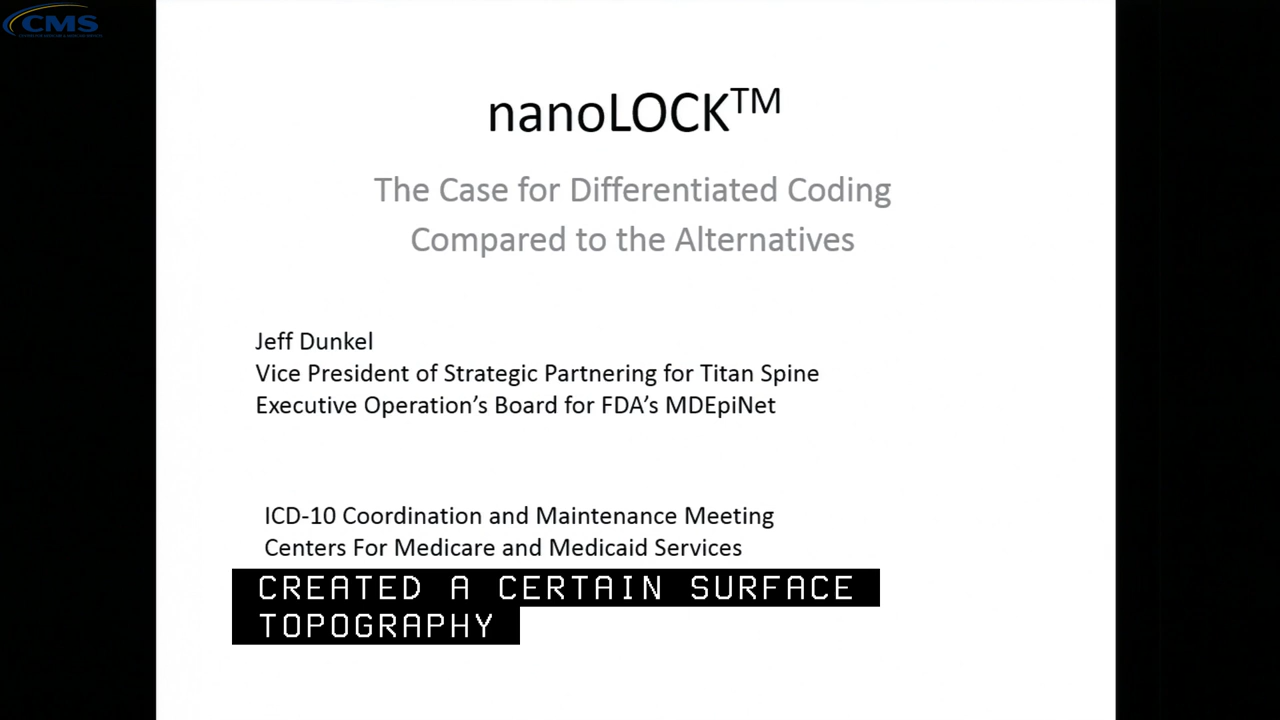 CMS
nanoLOCK™
The Case for Differentiated Coding
Compared to the Alternatives
Jeff Dunkel
Vice President of Strategic Partnering for Titan Spine
Executive Operation's Board for FDA's MDEpiNet
ICD-10 Coordination and Maintenance Meeting
Centers For Medicare and Medicaid Services
CREATED A CERTAIN SURFACE
TOPOGRAPHY